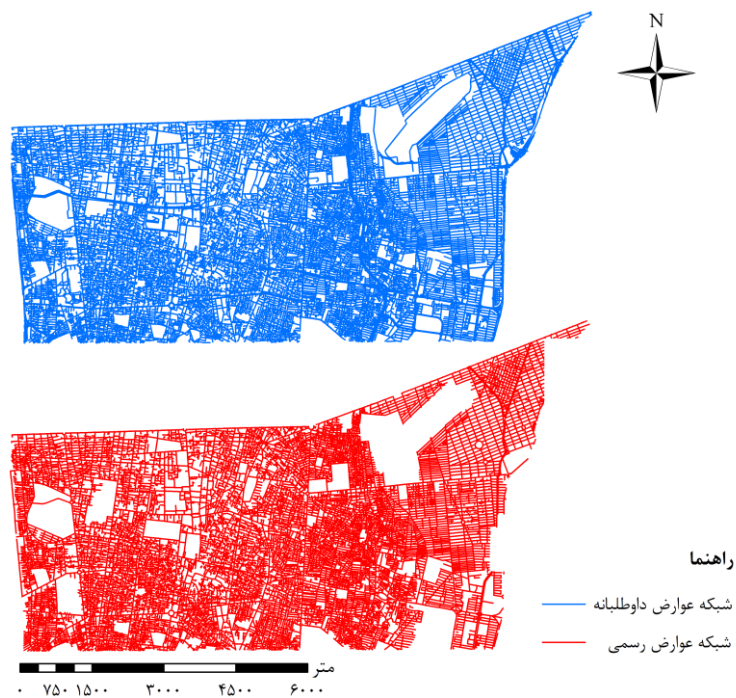 N
راهنما
شبکه عوارض داوطلبانه
شبکه عوارض رسمی
متر
۰ ۷۵۰ ۱۵۰۰ ۳۰۰۰ ۴۵۰۰ ۶۰۰۰